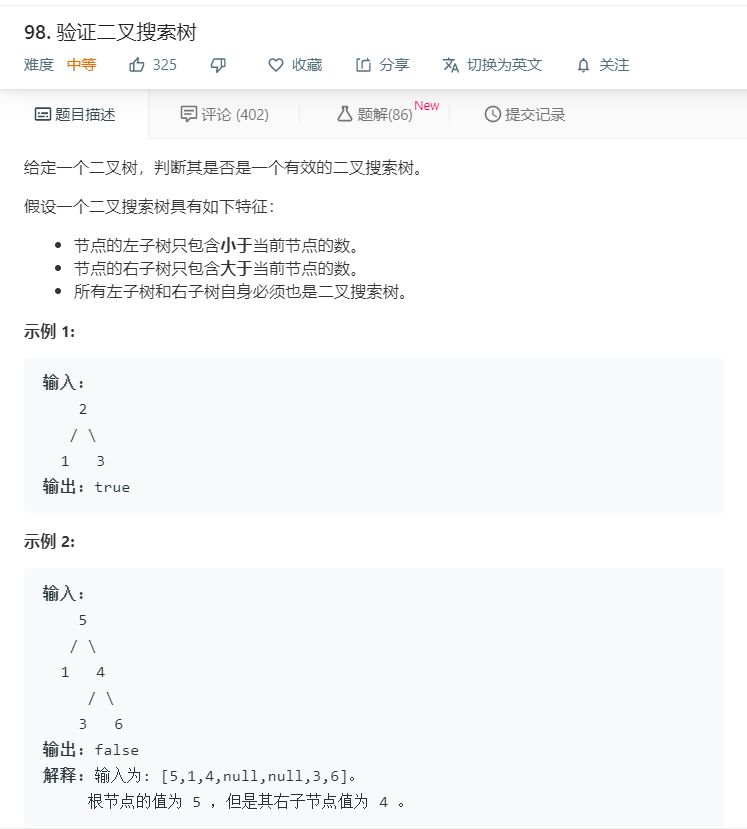 98. 验证二叉搜索树
难度 中等 325 收藏 分享 切换为英文 关注
题目描述 评论 (402) 题解(86) New 提交记录
给定一个二叉树，判断其是否是一个有效的二叉搜索树。
假设一个二叉搜索树具有如下特征：
• 节点的左子树只包含小于当前节点的数。
• 节点的右子树只包含大于当前节点的数。
• 所有左子树和右子树自身必须也是二叉搜索树。
示例 1:
输入:
2
/ \
1 3
输出: true
示例 2:
输入:
5
/ \
1 4
/ \
3 6
输出: false
解释: 输入为: [5,1,4,null,null,3,6]。
根节点的值为 5 ，但是其右子节点值为 4 。